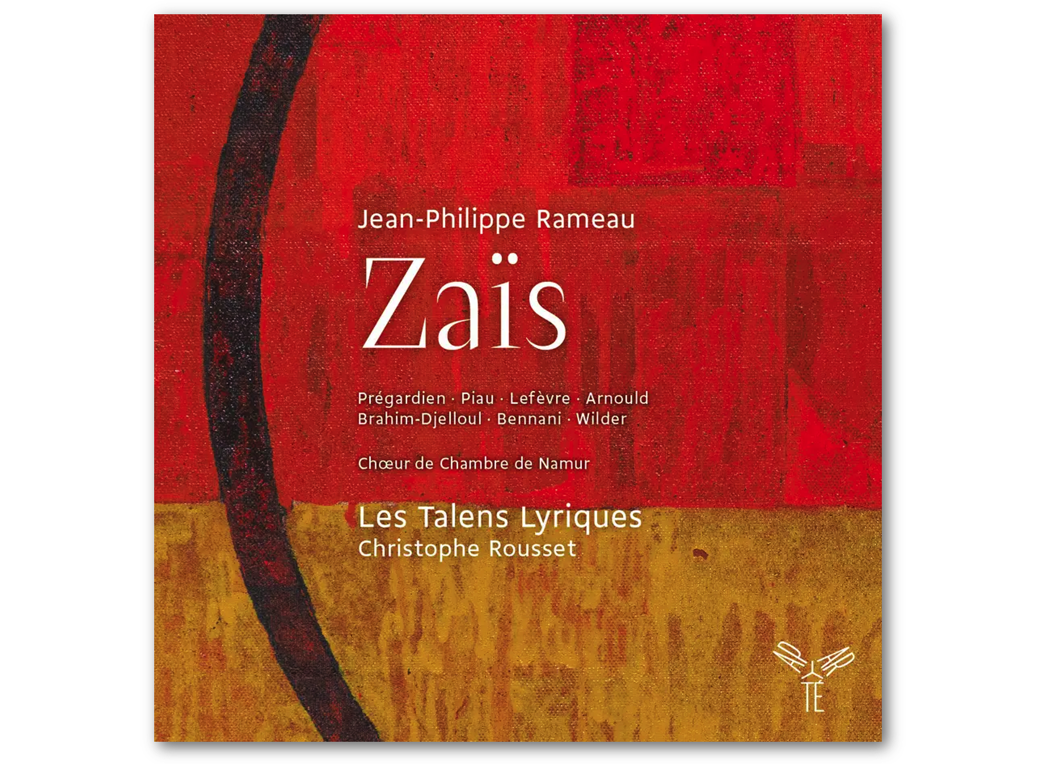 Jean-Philippe Rameau
Zaïs
Prégardien · Piau · Lefèvre · Arnould
Brahim-Djelloul · Bennani · Wilder
Chœur de Chambre de Namur
Les Talens Lyriques
Christophe Rousset
APARTÉ